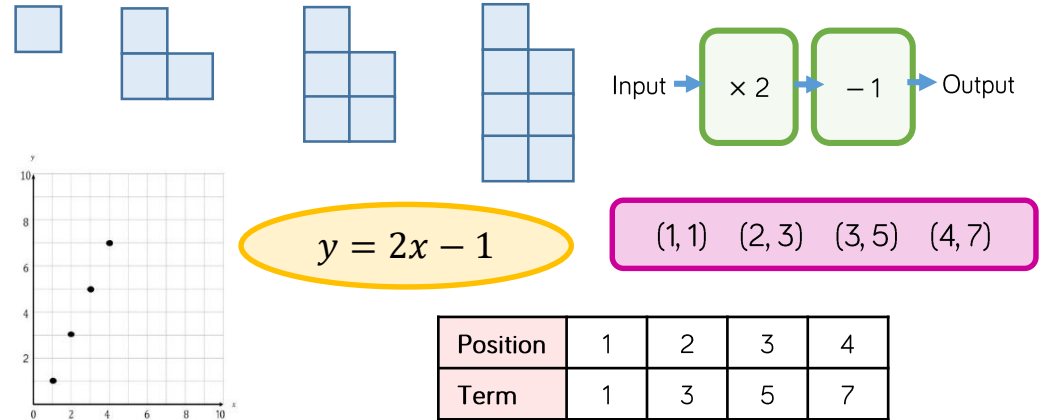 Input
× 2
− 1
Output
y
10
8
6
4
2
0 2 4 6 8 10
x
y = 2x − 1
(1, 1) (2, 3) (3, 5) (4, 7)
Position 1 2 3 4
Term 1 3 5 7